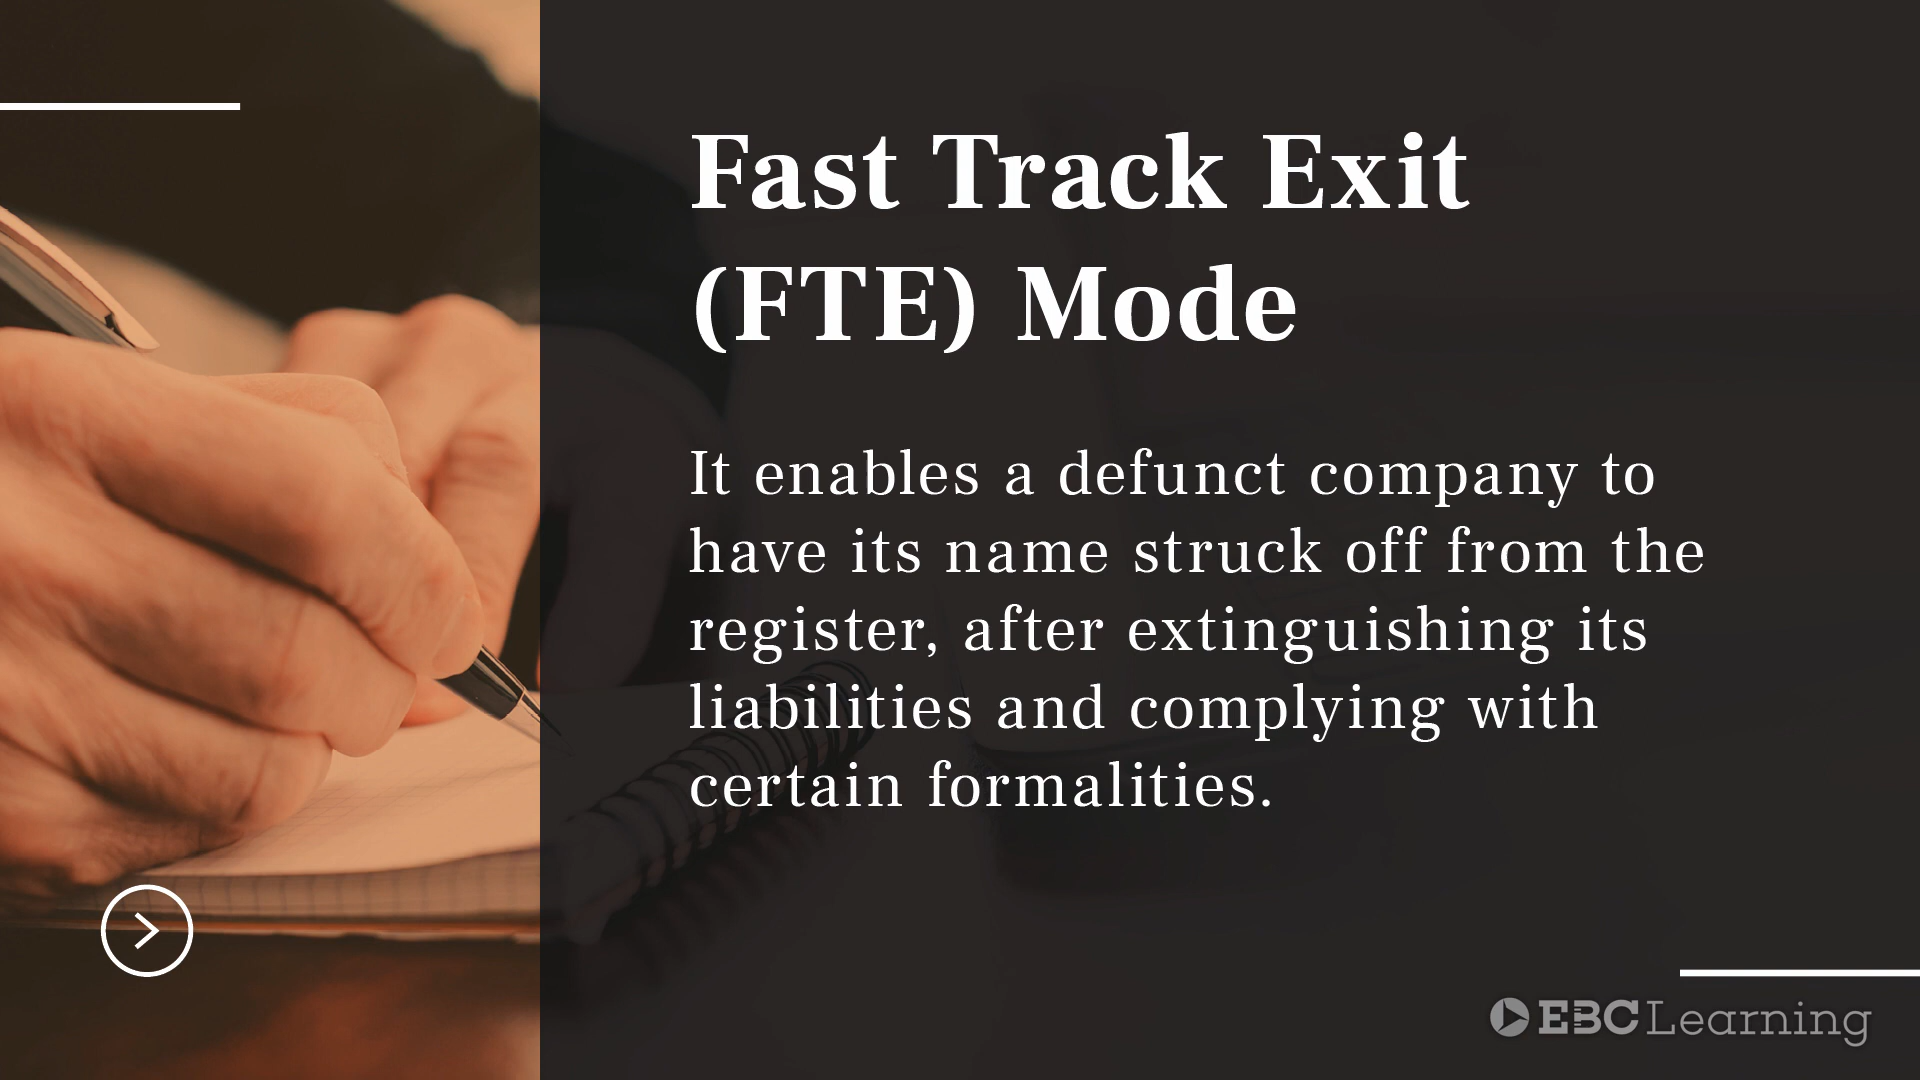 Fast Track Exit
(FTE) Mode
It enables a defunct company to
have its name struck off from the
register, after extinguishing its
liabilities and complying with
certain formalities.
EBC Learning